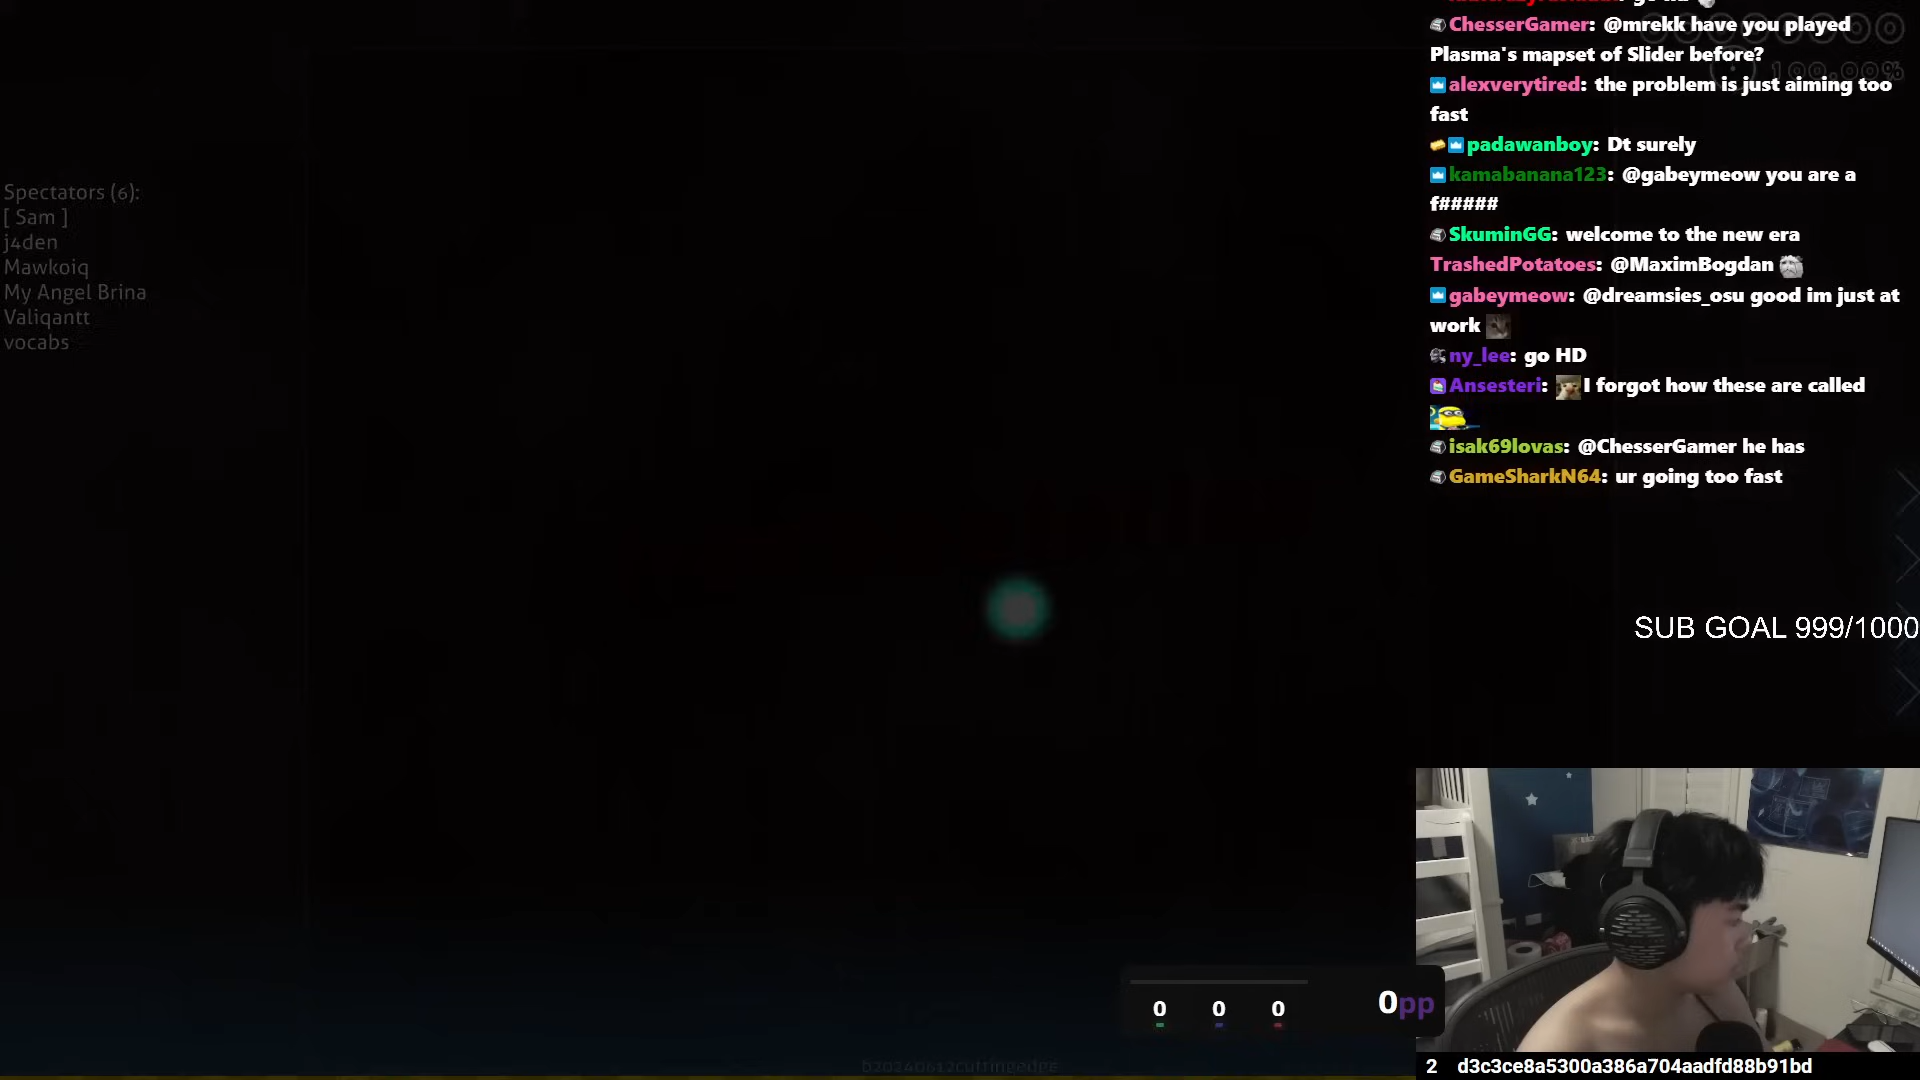 ChesserGamer: @mrekk have you played
Plasma's mapset of Slider before?
100.00%
alexverytired: the problem is just aiming too
fast
padawanboy: Dt surely
kamabanana123: @gabeymeow you are a
f#####
SkuminGG: welcome to the new era
TrashedPotatoes: @MaximBogdan
gabeymeow: @dreamsies_osu good im just at
work
ny_lee: go HD
Ansesteri: I forgot how these are called
isak69lovas: @ChesserGamer he has
GameSharkN64: ur going too fast
Spectators (6):
[ Sam ]
j4den
Mawkoiq
My Angel Brina
Valiqantt
vocabs
SUB GOAL 999/1000
0 0 0
0pp
b20240612cuttingedge
2 d3c3ce8a5300a386a704aadfd88b91bd